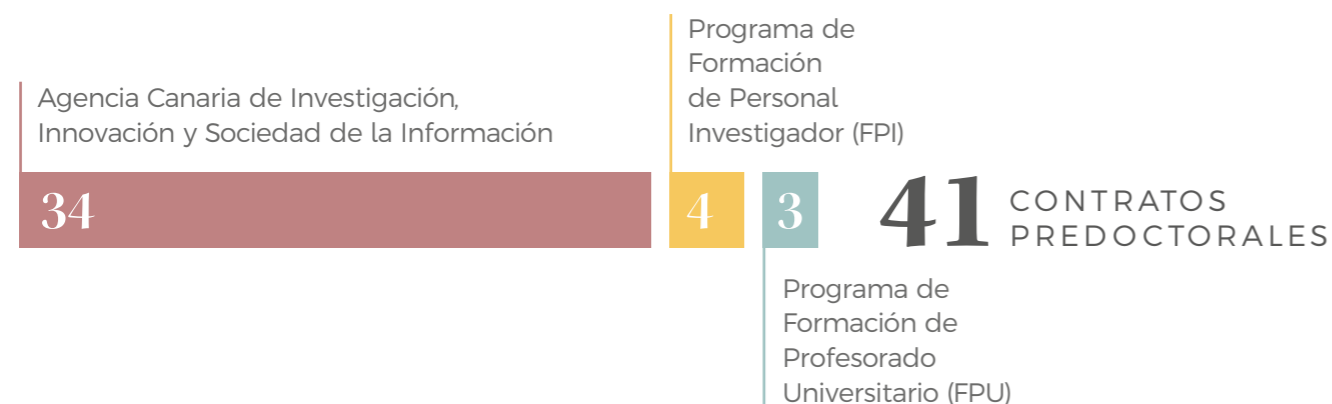 Agencia Canaria de Investigación,
Innovación y Sociedad de la Información
34
Programa de
Formación
de Personal
Investigador (FPI)
4
3
Programa de
Formación de
Profesorado
Universitario (FPU)
41
CONTRATOS
PREDOCTORALES